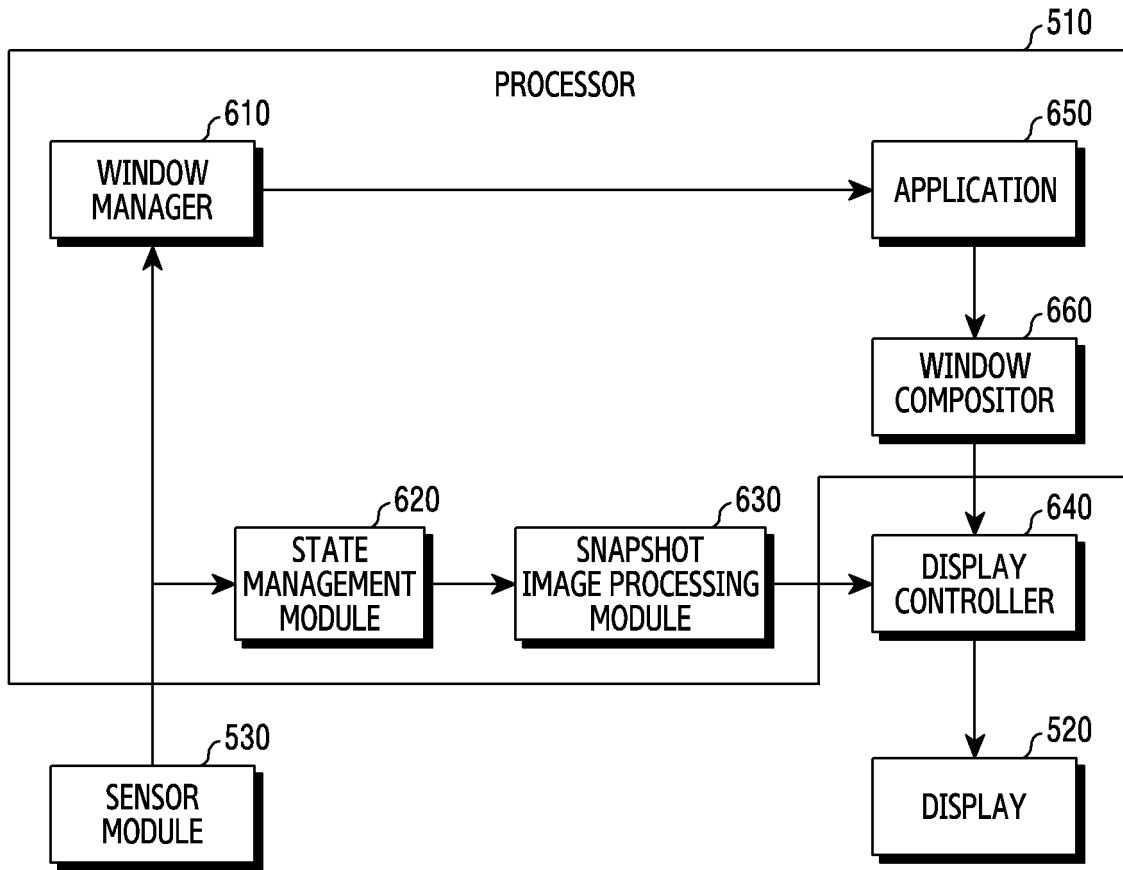 510
PROCESSOR
610
WINDOW
MANAGER
650
APPLICATION
660
WINDOW
COMPOSITOR
620
STATE
MANAGEMENT
MODULE
630
SNAPSHOT
IMAGE PROCESSING
MODULE
640
DISPLAY
CONTROLLER
530
SENSOR
MODULE
520
DISPLAY